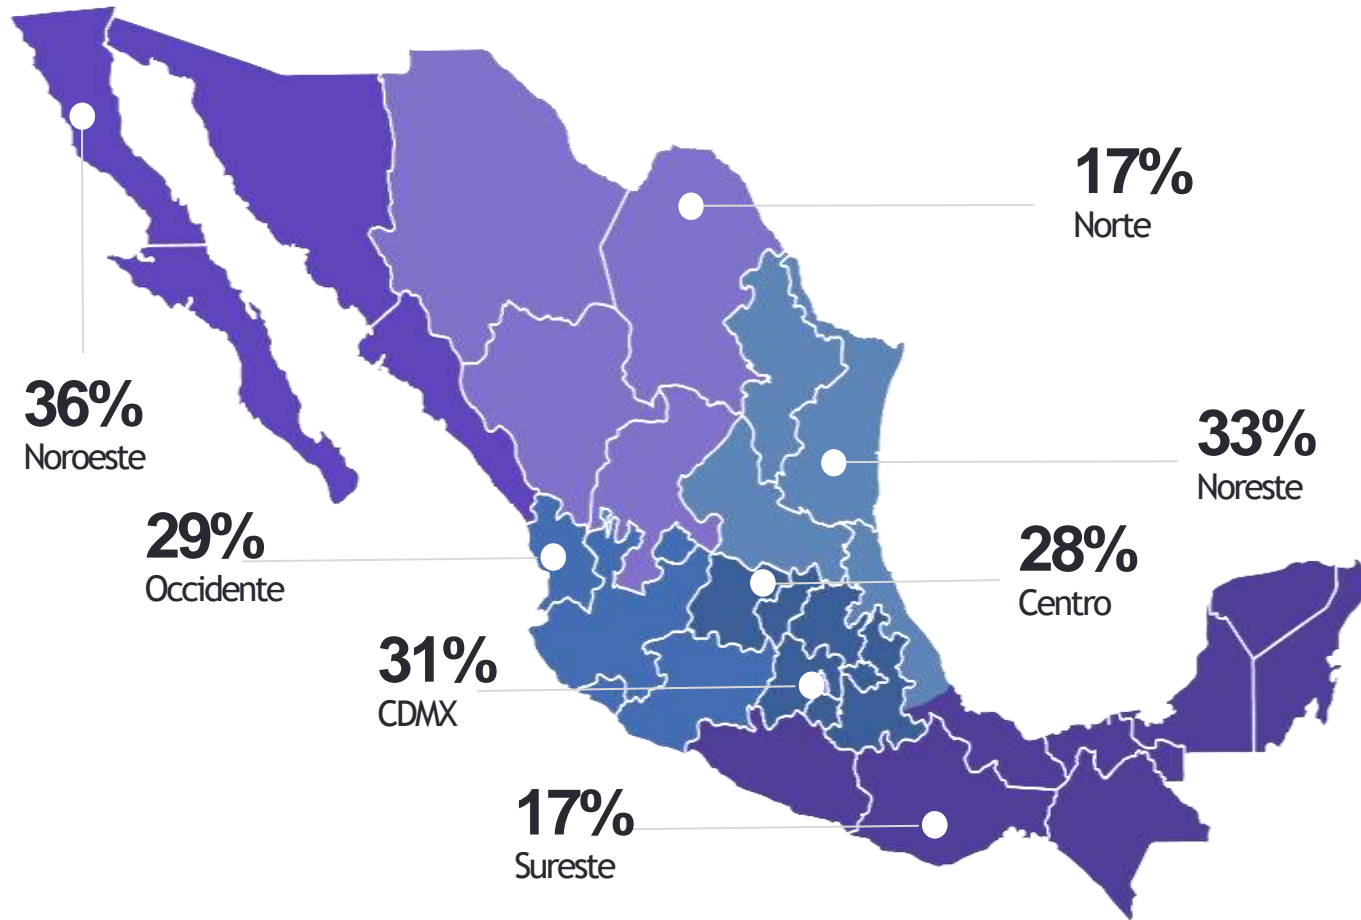 17%
Norte
36%
Noroeste
33%
Noreste
29%
Occidente
28%
Centro
31%
CDMX
17%
Sureste